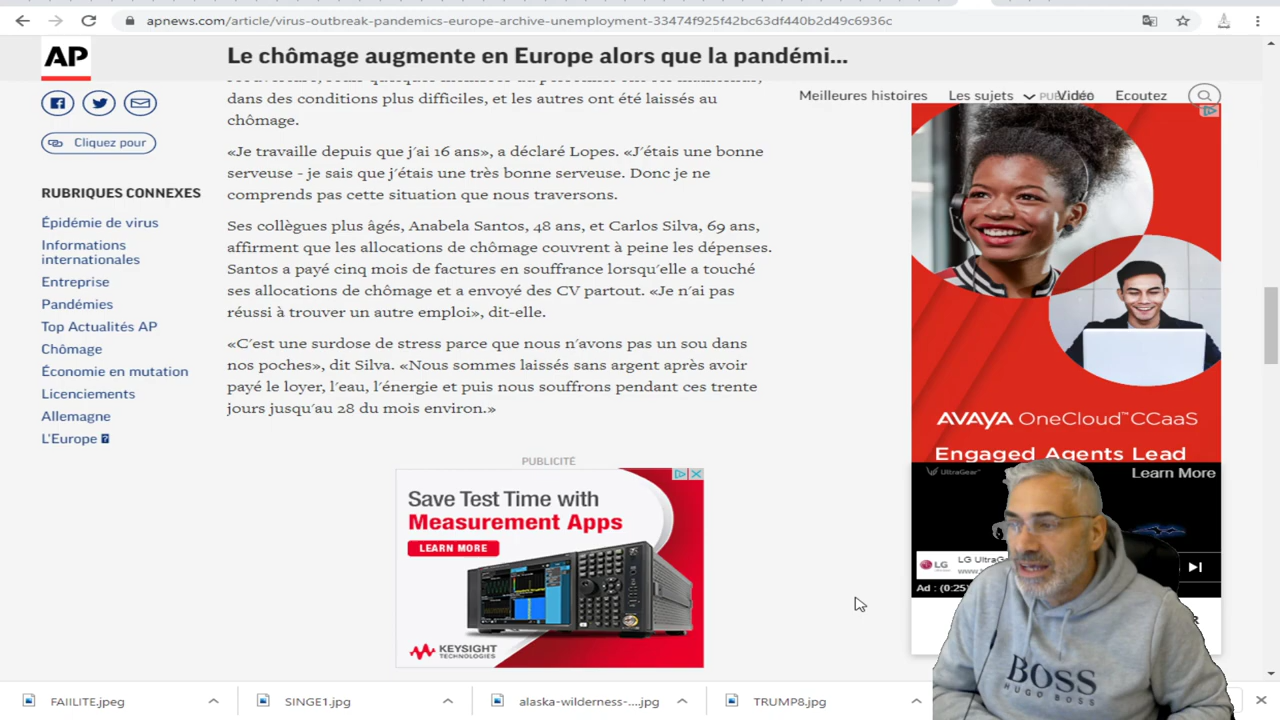 apnews.com/article/virus-outbreak-pandemics-europe-archive-unemployment-33474f925f42bc63df440b2d49c6936c
AP
Le chômage augmente en Europe alors que la pandémi...
Meilleures histoires
Les sujets
Vidéo
Ecoutez
dans des conditions plus difficiles, et les autres ont été laissés au
chômage.
«Je travaille depuis que j'ai 16 ans», a déclaré Lopes. «J'étais une bonne
serveuse - je sais que j'étais une très bonne serveuse. Donc je ne
comprends pas cette situation que nous traversons.
Ses collègues plus âgés, Anabela Santos, 48 ans, et Carlos Silva, 69 ans,
affirment que les allocations de chômage couvrent à peine les dépenses.
Santos a payé cinq mois de factures en souffrance lorsqu'elle a touché
ses allocations de chômage et a envoyé des CV partout. «Je n'ai pas
réussi à trouver un autre emploi», dit-elle.
«C'est une surdose de stress parce que nous n'avons pas un sou dans
nos poches», dit Silva. «Nous sommes laissés sans argent après avoir
payé le loyer, l'eau, l'énergie et puis nous souffrons pendant ces trente
jours jusqu'au 28 du mois environ.»
Cliquez pour
RUBRIQUES CONNEXES
Épidémie de virus
Informations
internationales
Entreprise
Pandémies
Top Actualités AP
Chômage
Économie en mutation
Licenciements
Allemagne
L'Europe
PUBLICITÉ
Save Test Time with
Measurement Apps
LEARN MORE
KEYSIGHT
TECHNOLOGIES
AVAYA OneCloud™CCaaS
Engaged Agents Lead
UltraGear™
Learn More
LG
Ad : (0:25)
BOSS
HUGO BOSS
FAIILITE.jpeg
SINGE1.jpg
alaska-wilderness-....jpg
TRUMP8.jpg